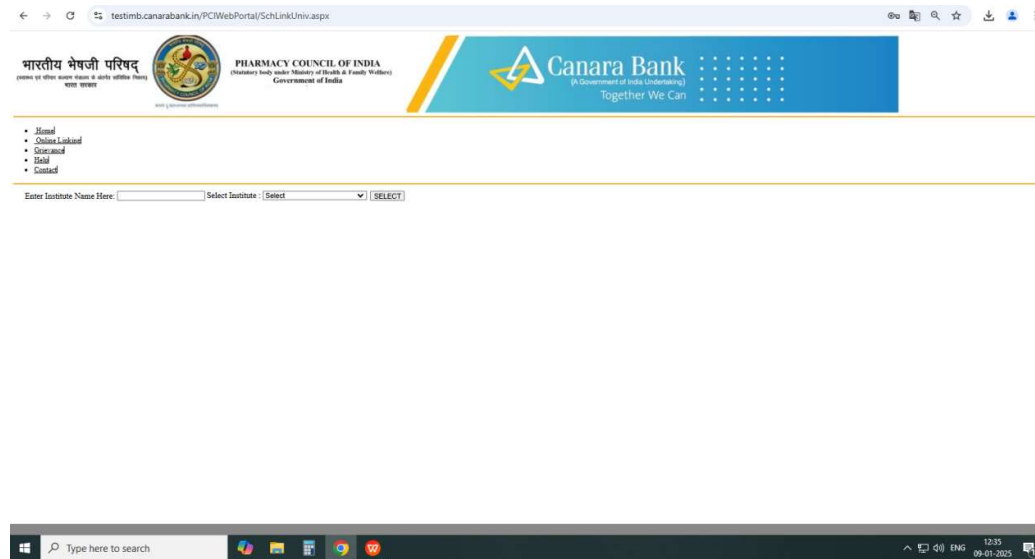 testimb.canarabank.in/PCIWebPortal/SchLinkUniv.aspx
भारतीय भेषजी परिषद्
भारत सरकार
PHARMACY COUNCIL OF INDIA
(Statutory body under Ministry of Health & Family Welfare)
Government of India
Canara Bank
(A Government of India Undertaking)
Together We Can
Home
Online Linking
Grievance
Help
Contact
Enter Institute Name Here: Select Institute : Select SELECT
Type here to search
ENG
12:35
09-01-2025